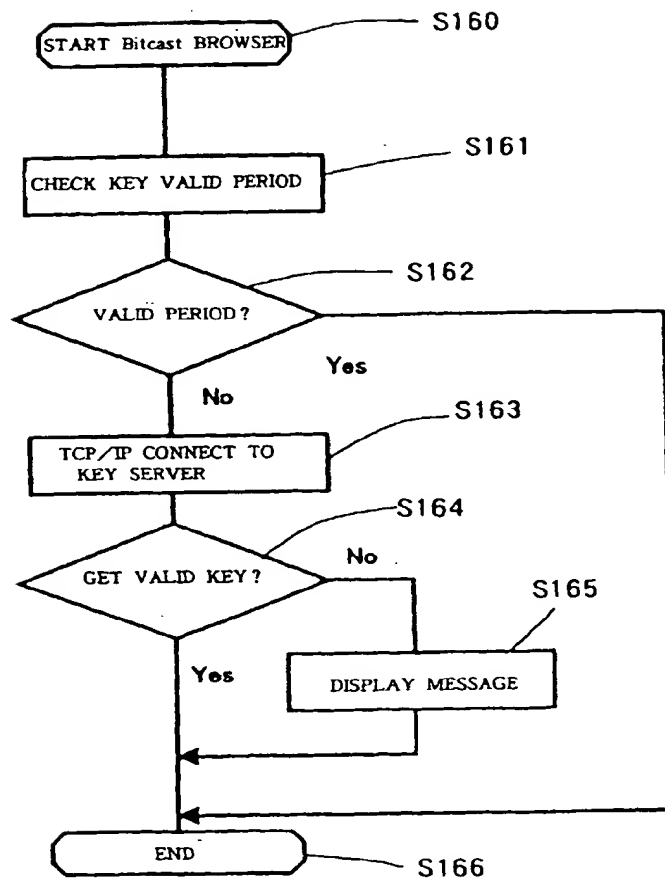 START Bitcast BROWSER
S160
CHECK KEY VALID PERIOD
S161
VALID PERIOD?
S162
Yes
No
TCP/IP CONNECT TO
KEY SERVER
S163
GET VALID KEY?
S164
No
Yes
DISPLAY MESSAGE
S165
END
S166